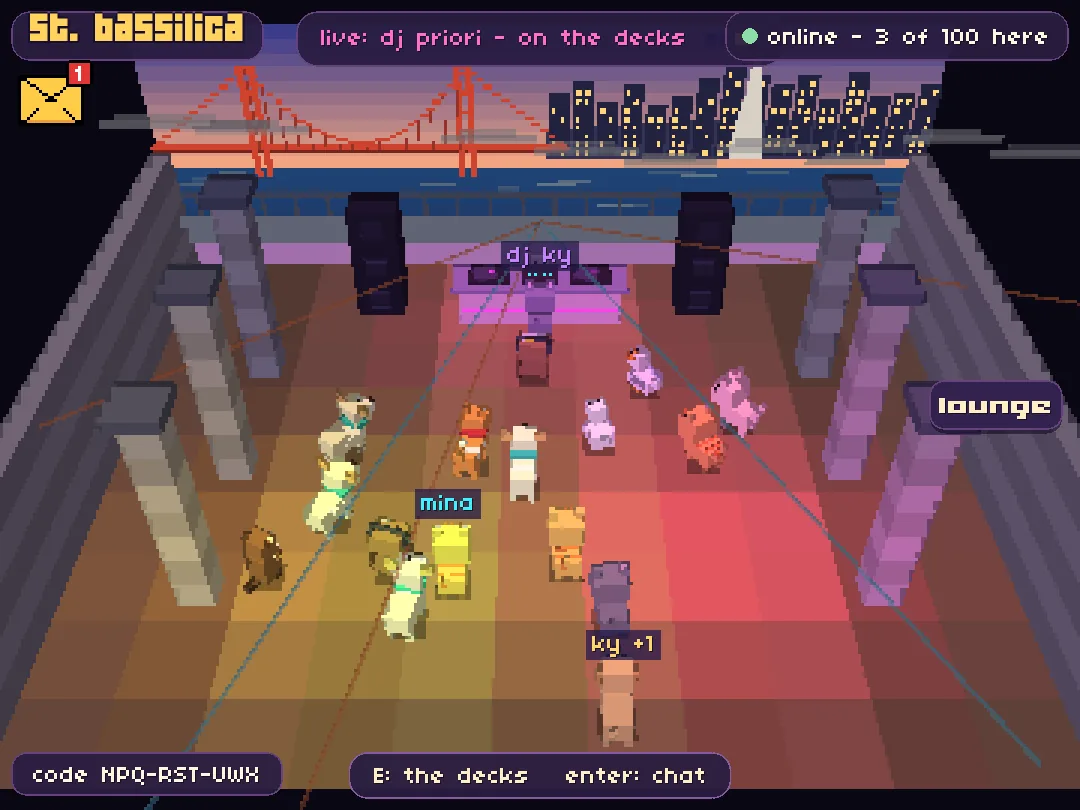 st. bassilica
live: dj priori - on the decks
online - 3 of 100 here
1
dj ky
lounge
mina
ky +1
code NPQ-RST-UWX
E: the decks enter: chat